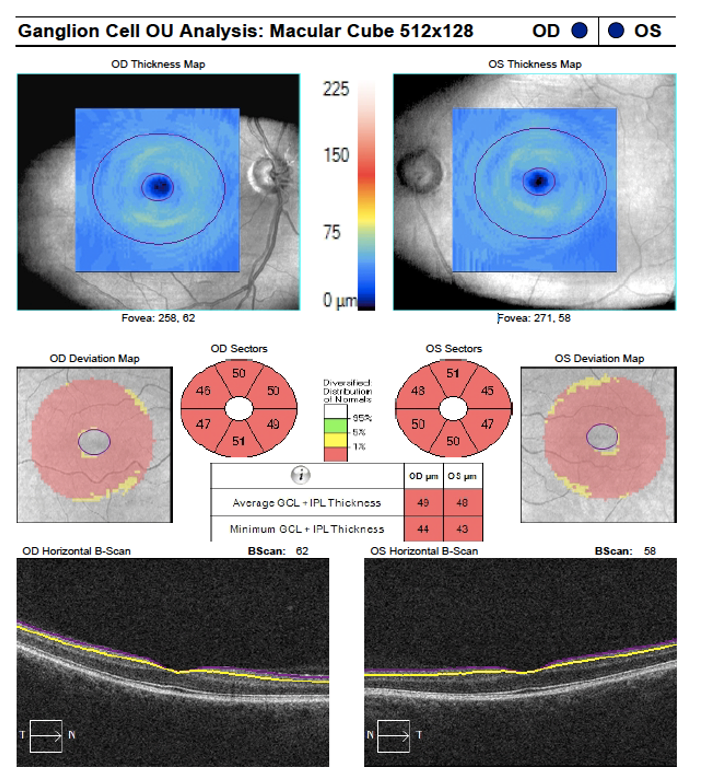 Ganglion Cell OU Analysis: Macular Cube 512x128 OD OS
OD Thickness Map OS Thickness Map
225
150
75
0 µm
Fovea: 258, 62 Fovea: 271, 58
OD Deviation Map OD Sectors OS Sectors OS Deviation Map
50 50 49 51 47 46
Diversified:
Distribution
of Normals
95%
5%
1%
51 45 47 50 50 48
OD µm OS µm
Average GCL + IPL Thickness 49 48
Minimum GCL + IPL Thickness 44 43
OD Horizontal B-Scan BScan: 62 OS Horizontal B-Scan BScan: 58
T N N T